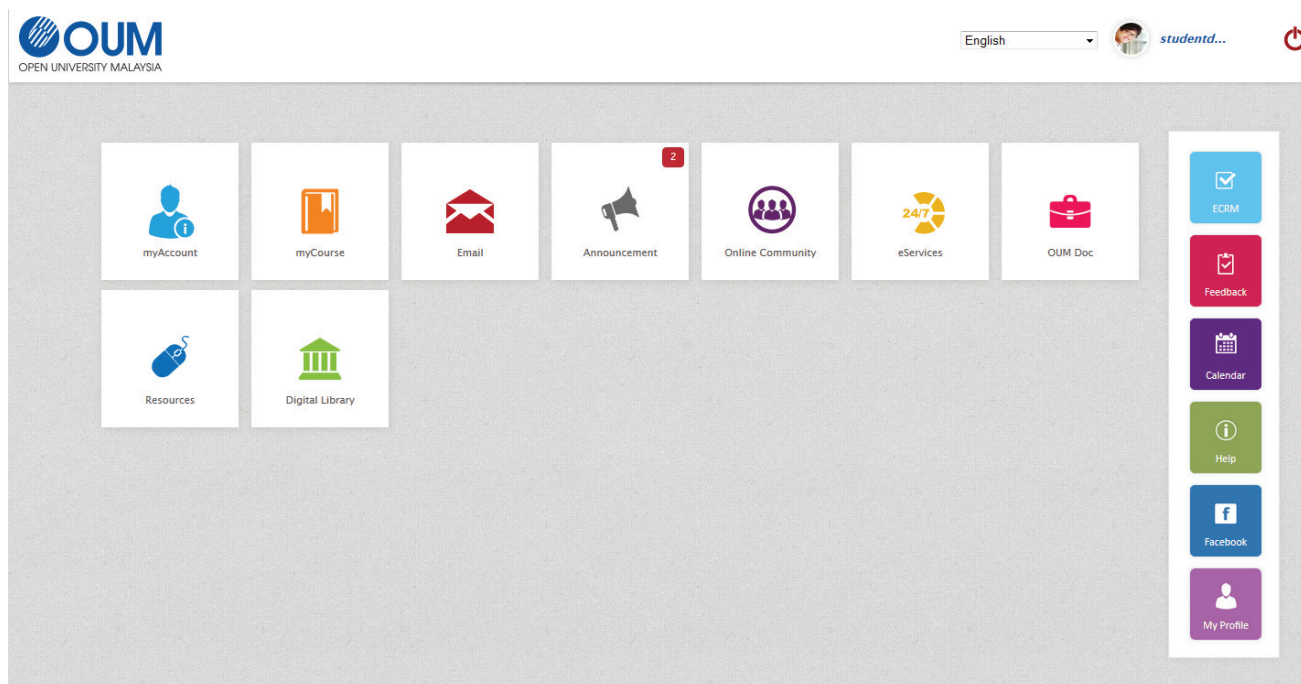 OUM
OPEN UNIVERSITY MALAYSIA
English
studentd...
2
myAccount
myCourse
Email
Announcement
Online Community
24/7
eServices
OUM Doc
Resources
Digital Library
ECRM
Feedback
Calendar
Help
Facebook
My Profile